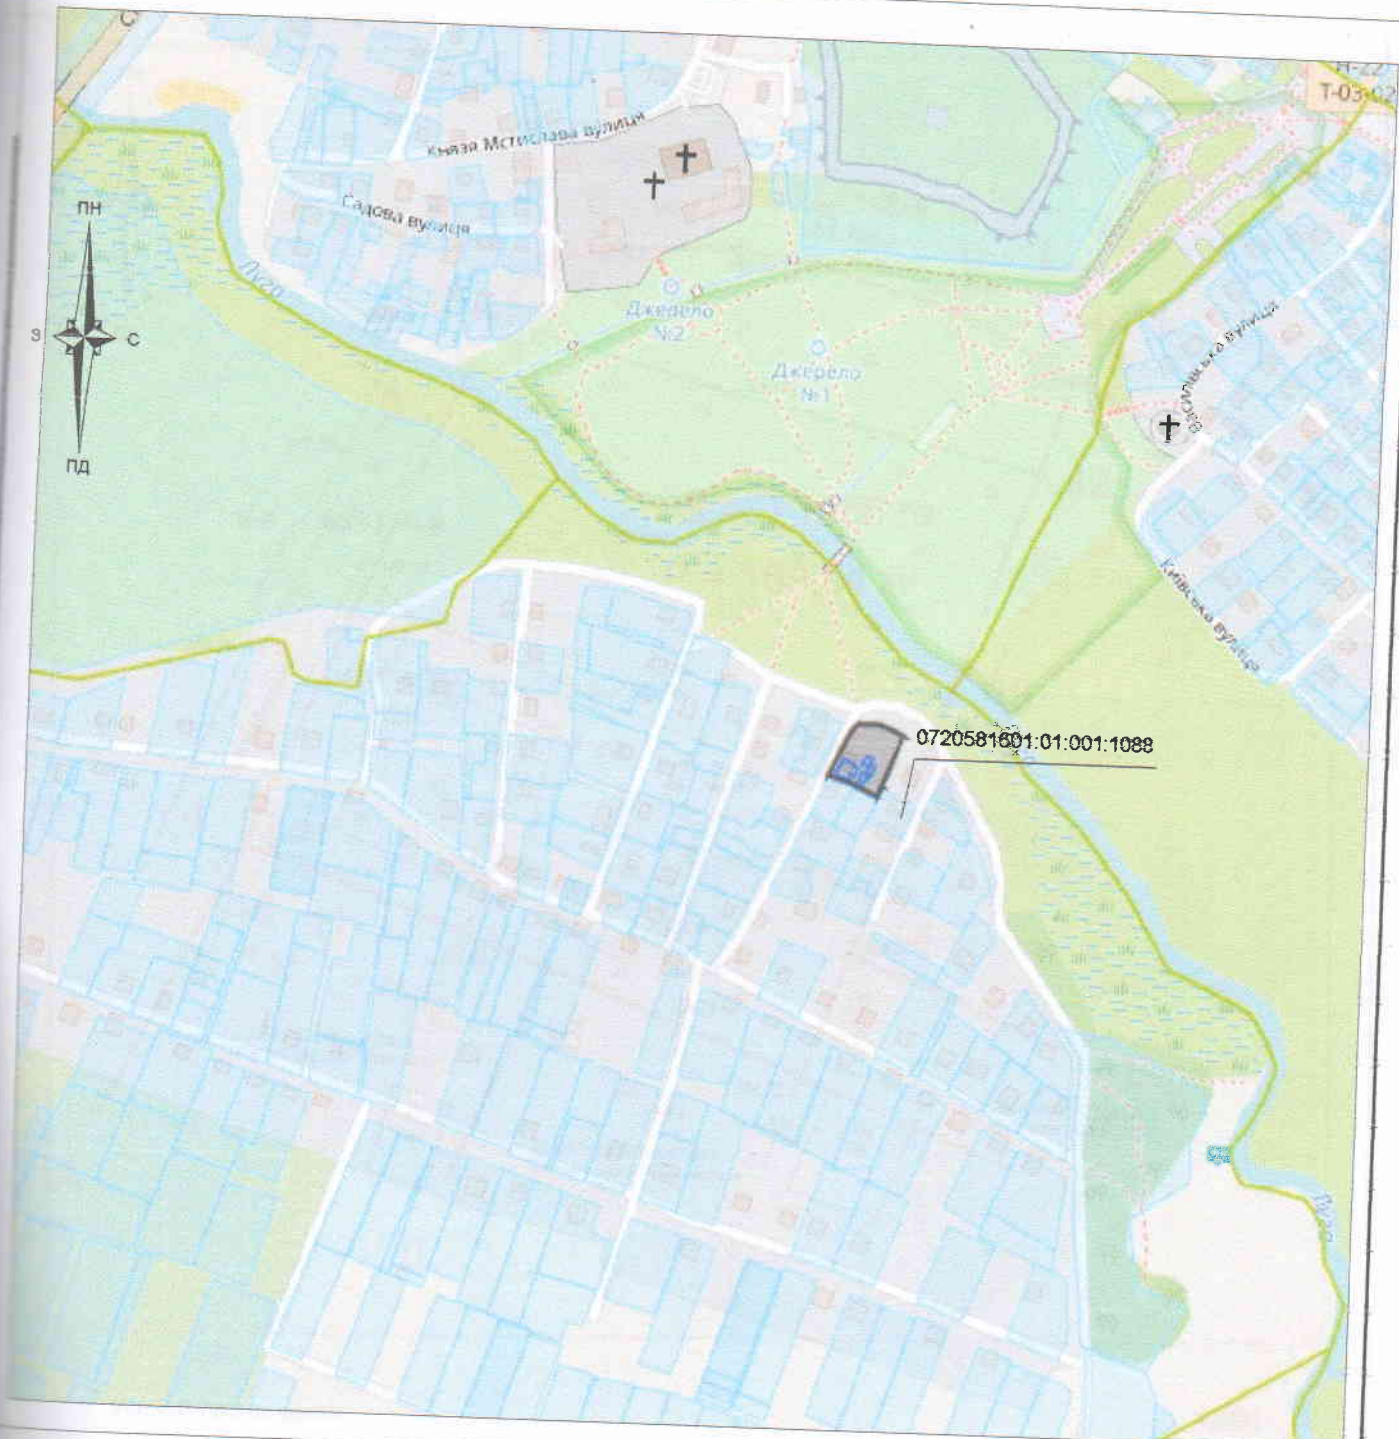 Н-22
Т-03-02
Князя Мстислава вулиця
Садова вулиця
ПН
З
С
ПД
Луга
Джерело
№2
Джерело
№1
Василівська вулиця
Київська вулиця
0720581601:01:001:1088
Луга